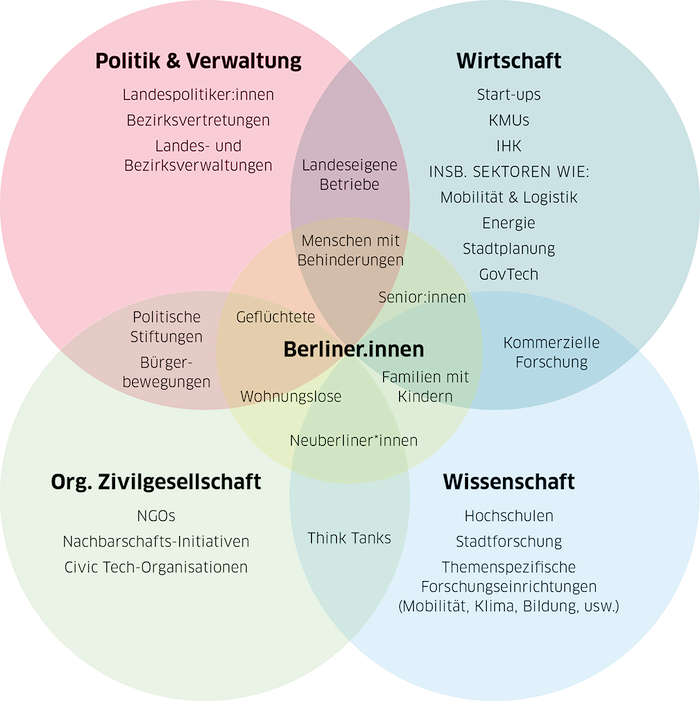 Politik & Verwaltung
Landespolitiker:innen
Bezirksvertretungen
Landes- und
Bezirksverwaltungen
Wirtschaft
Start-ups
KMUs
IHK
INSB. SEKTOREN WIE:
Mobilität & Logistik
Energie
Stadtplanung
GovTech
Landeseigene
Betriebe
Menschen mit
Behinderungen
Senior:innen
Geflüchtete
Politische
Stiftungen
Bürger-
bewegungen
Berliner.innen
Kommerzielle
Forschung
Familien mit
Kindern
Wohnungslose
Neuberliner*innen
Org. Zivilgesellschaft
NGOs
Nachbarschafts-Initiativen
Civic Tech-Organisationen
Think Tanks
Wissenschaft
Hochschulen
Stadtforschung
Themenspezifische
Forschungseinrichtungen
(Mobilität, Klima, Bildung, usw.)